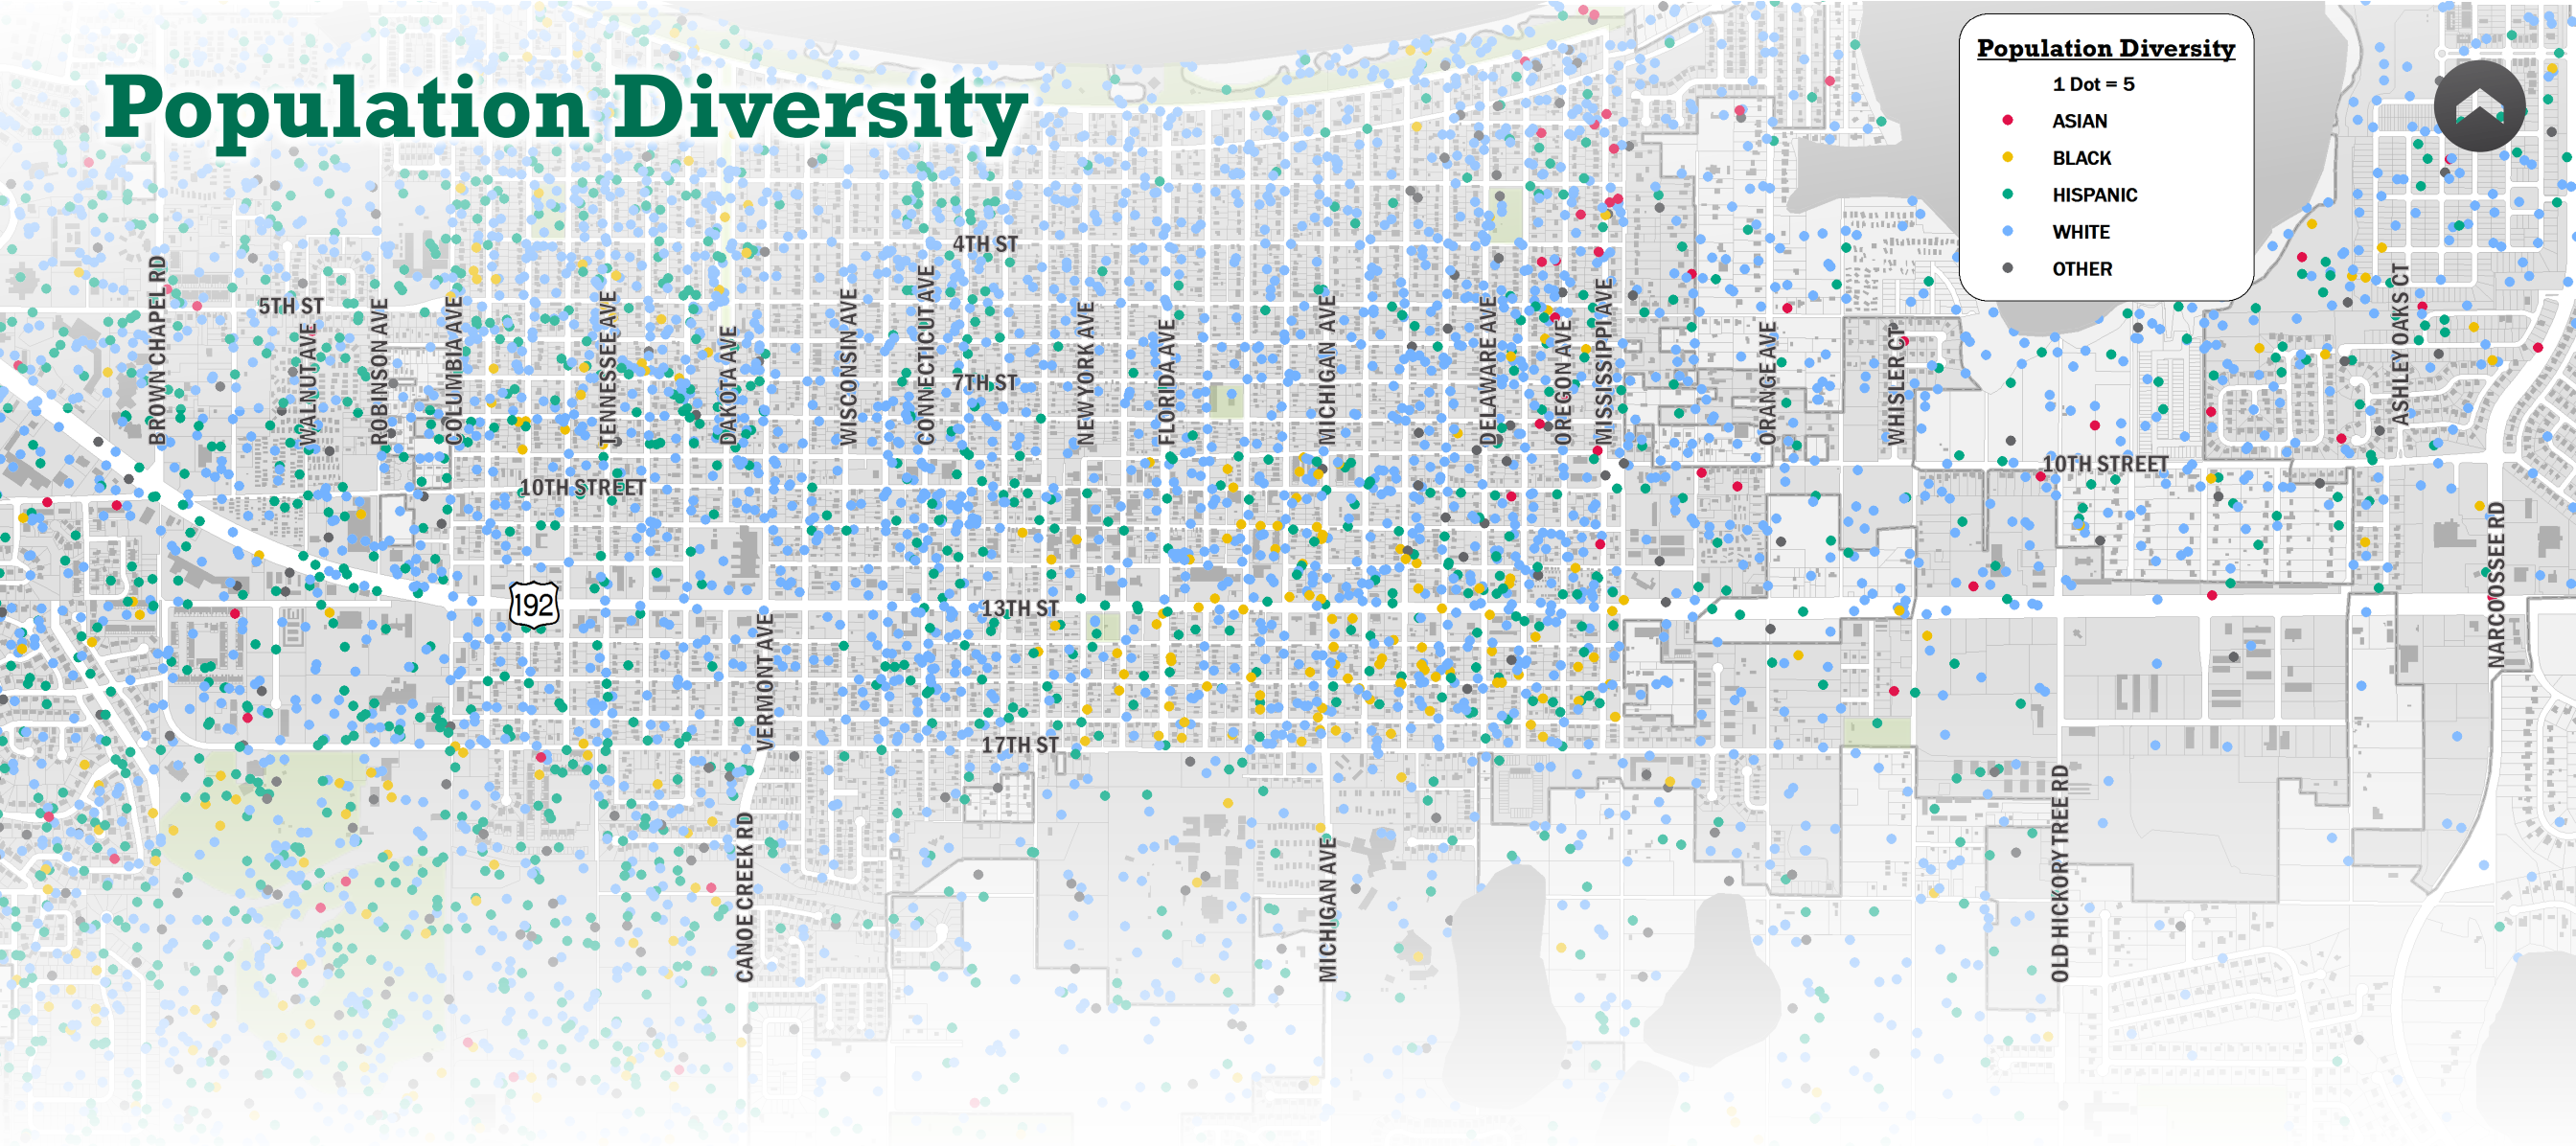 Population Diversity
Population Diversity
1 Dot = 5
ASIAN
BLACK
HISPANIC
WHITE
OTHER
4TH ST
5TH ST
7TH ST
10TH STREET
10TH STREET
13TH ST
17TH ST
192
BROWN CHAPEL RD
WALNUT AVE
ROBINSON AVE
COLUMBIA AVE
TENNESSEE AVE
DAKOTA AVE
WISCONSIN AVE
CONNECTICUT AVE
NEW YORK AVE
FLORIDA AVE
MICHIGAN AVE
DELAWARE AVE
OREGON AVE
MISSISSIPPI AVE
ORANGE AVE
WHISLER CT
ASHLEY OAKS CT
NARCOOSSEE RD
VERMONT AVE
CANOE CREEK RD
MICHIGAN AVE
OLD HICKORY TREE RD